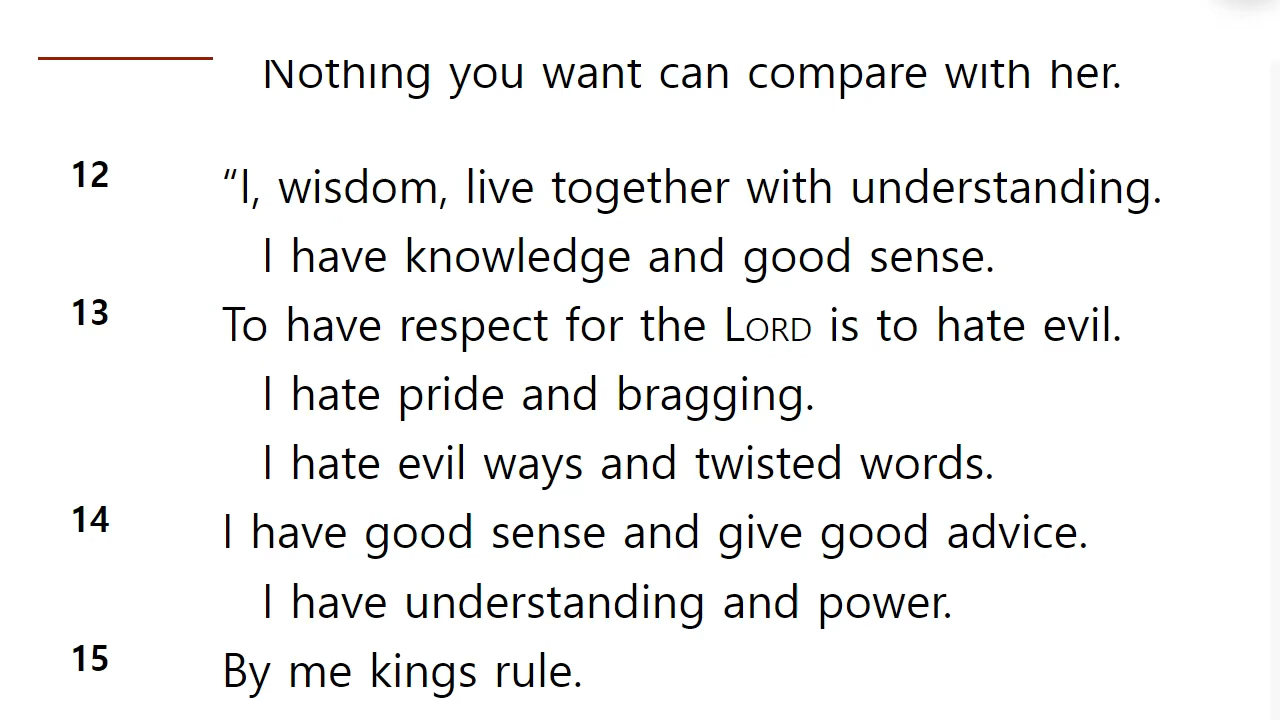 Nothing you want can compare with her.
12 “I, wisdom, live together with understanding.
I have knowledge and good sense.
13 To have respect for the LORD is to hate evil.
I hate pride and bragging.
I hate evil ways and twisted words.
14 I have good sense and give good advice.
I have understanding and power.
15 By me kings rule.